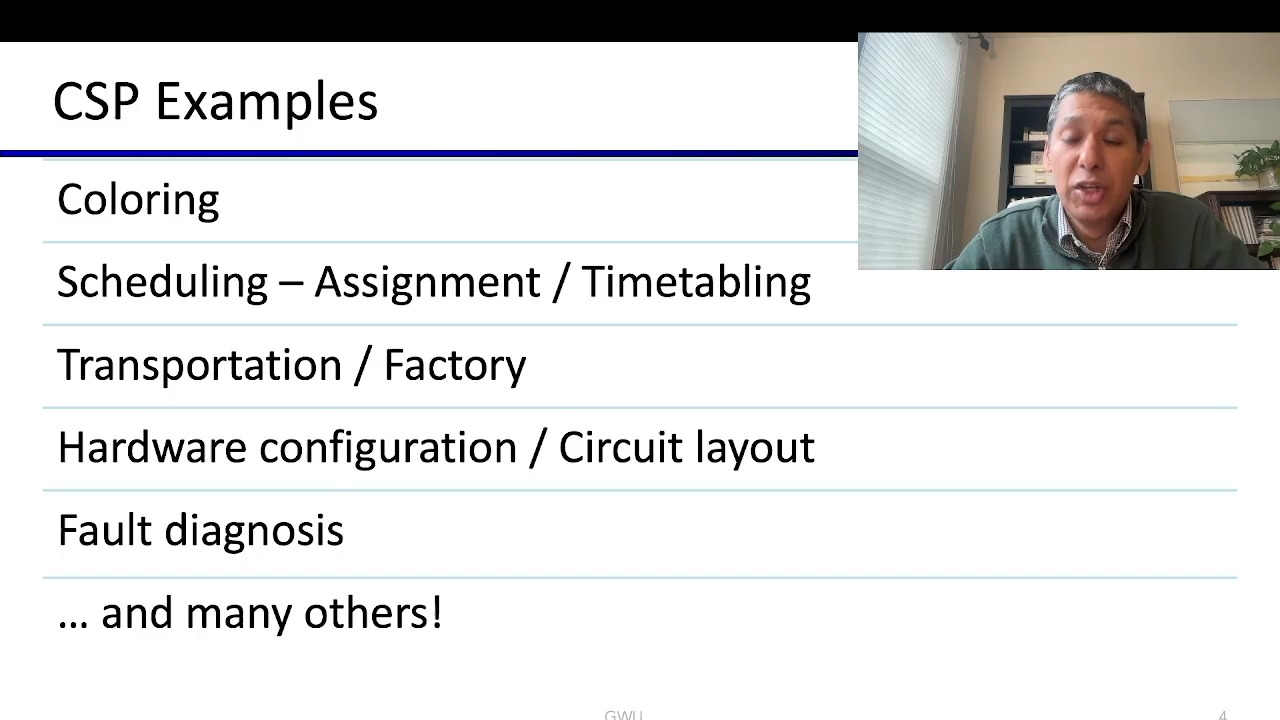 CSP Examples
Coloring
Scheduling – Assignment / Timetabling
Transportation / Factory
Hardware configuration / Circuit layout
Fault diagnosis
... and many others!
GWU
4